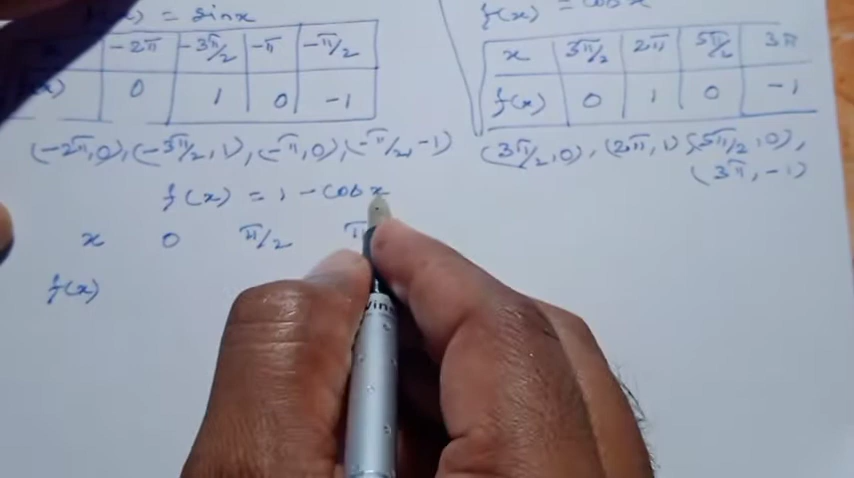 = sinx
-2π -3π/2 -π -π/2
0 1 0 -1
(-2π,0), (-3π/2, 1), (-π,0), (-π/2, -1)
f(x) = cosx
x 3π/2 2π 5π/2 3π
f(x) 0 1 0 -1
(3π/2,0), (2π,1) (5π/2,0),
(3π,-1)
f(x) = 1 - cosx
x 0 π/2 π
f(x)